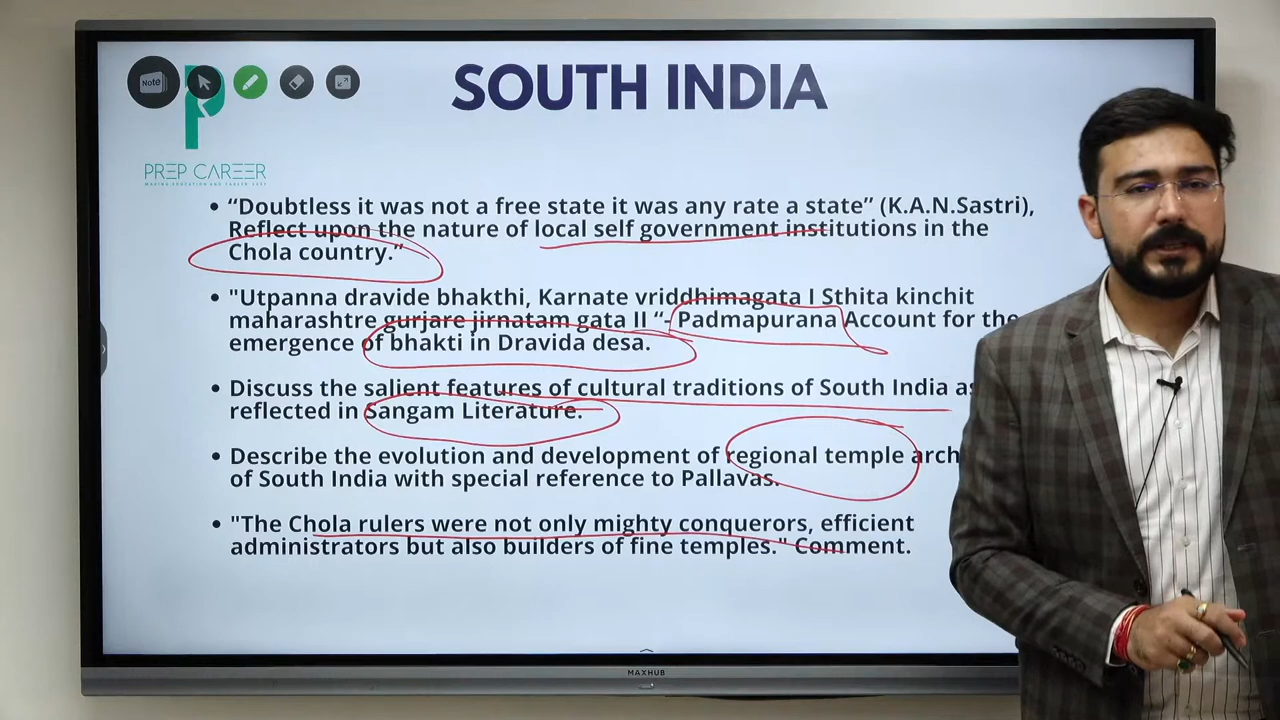 Note
SOUTH INDIA
PREP CAREER
MAKING EDUCATION AND CAREER EASY
• “Doubtless it was not a free state it was any rate a state” (K.A.N.Sastri),
Reflect upon the nature of local self government institutions in the
Chola country.”
• "Utpanna dravide bhakthi, Karnate vriddhimagata I Sthita kinchit
maharashtre gurjare jirnatam gata II “- Padmapurana Account for the
emergence of bhakti in Dravida desa.
• Discuss the salient features of cultural traditions of South India as
reflected in Sangam Literature.
• Describe the evolution and development of regional temple arch
of South India with special reference to Pallavas.
• "The Chola rulers were not only mighty conquerors, efficient
administrators but also builders of fine temples." Comment.
MAXHUB